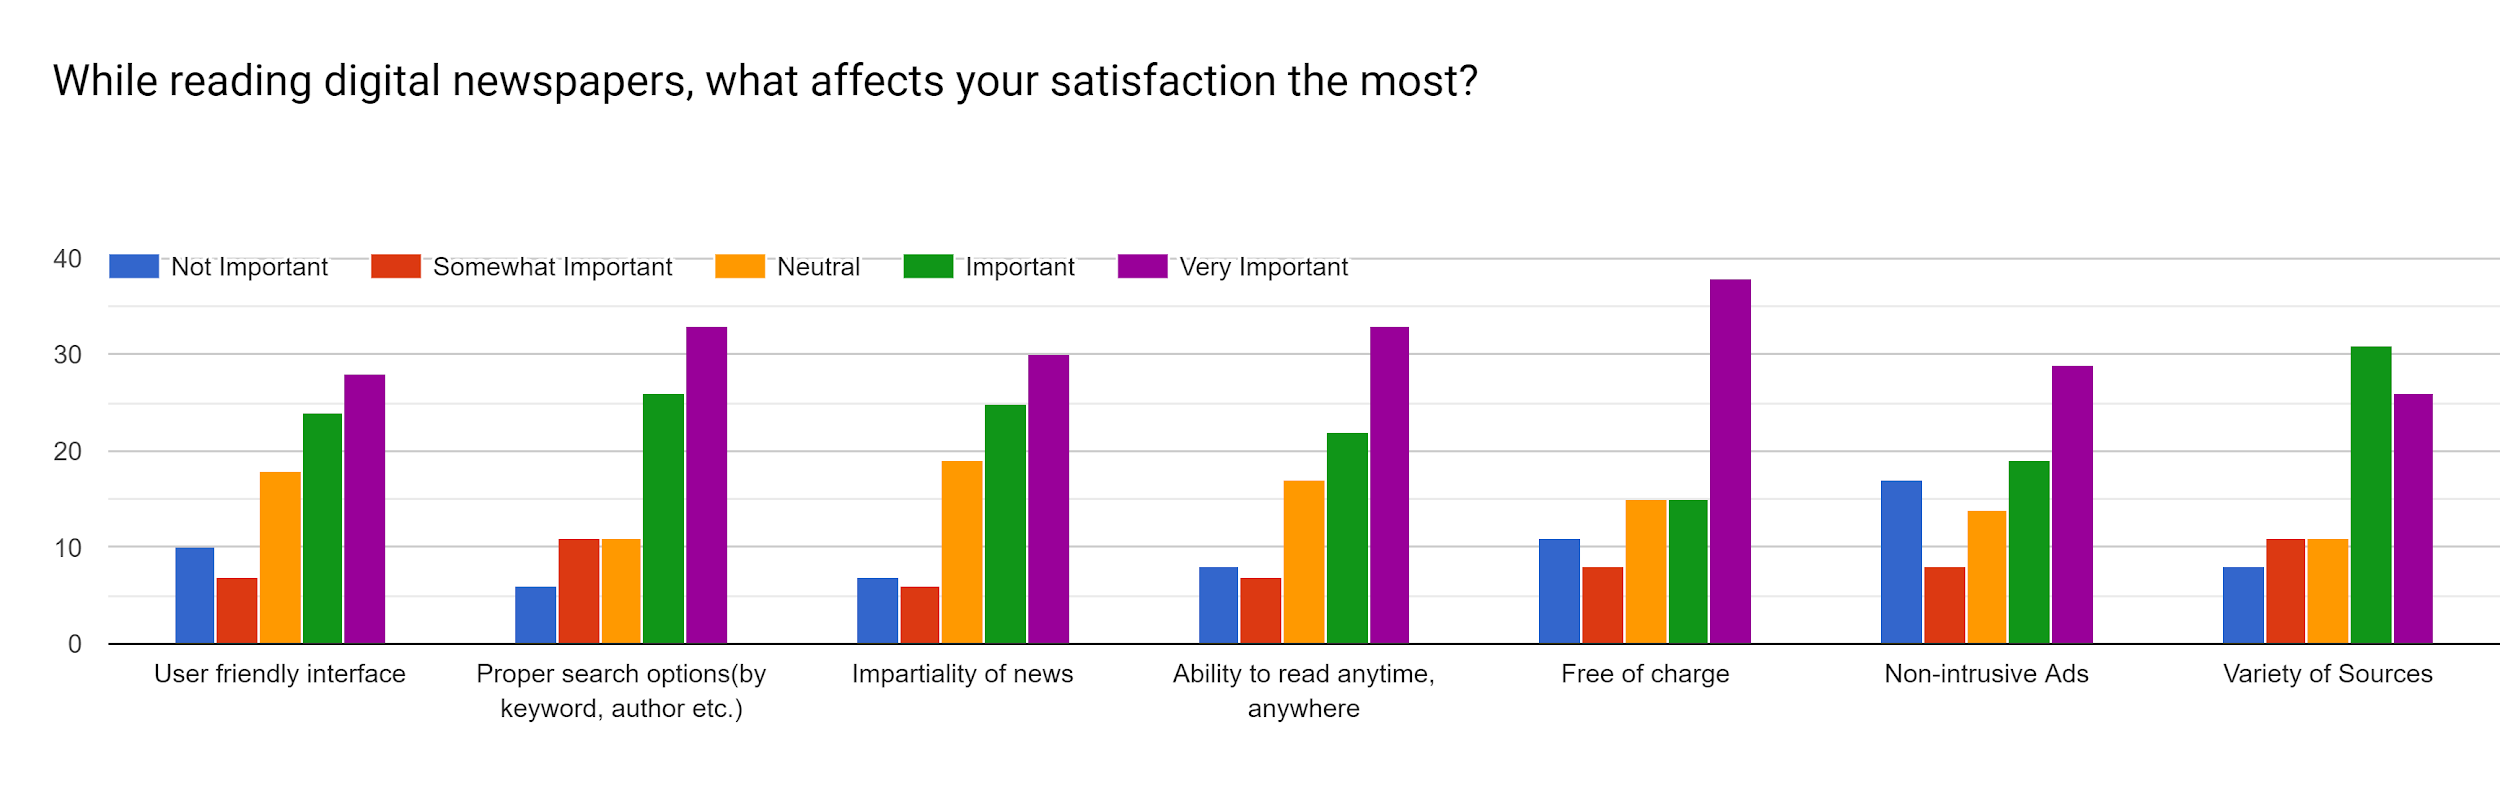 While reading digital newspapers, what affects your satisfaction the most?
40
Not Important
Somewhat Important
Neutral
Important
Very Important
30
20
10
0
User friendly interface
Proper search options(by
keyword, author etc.)
Impartiality of news
Ability to read anytime,
anywhere
Free of charge
Non-intrusive Ads
Variety of Sources